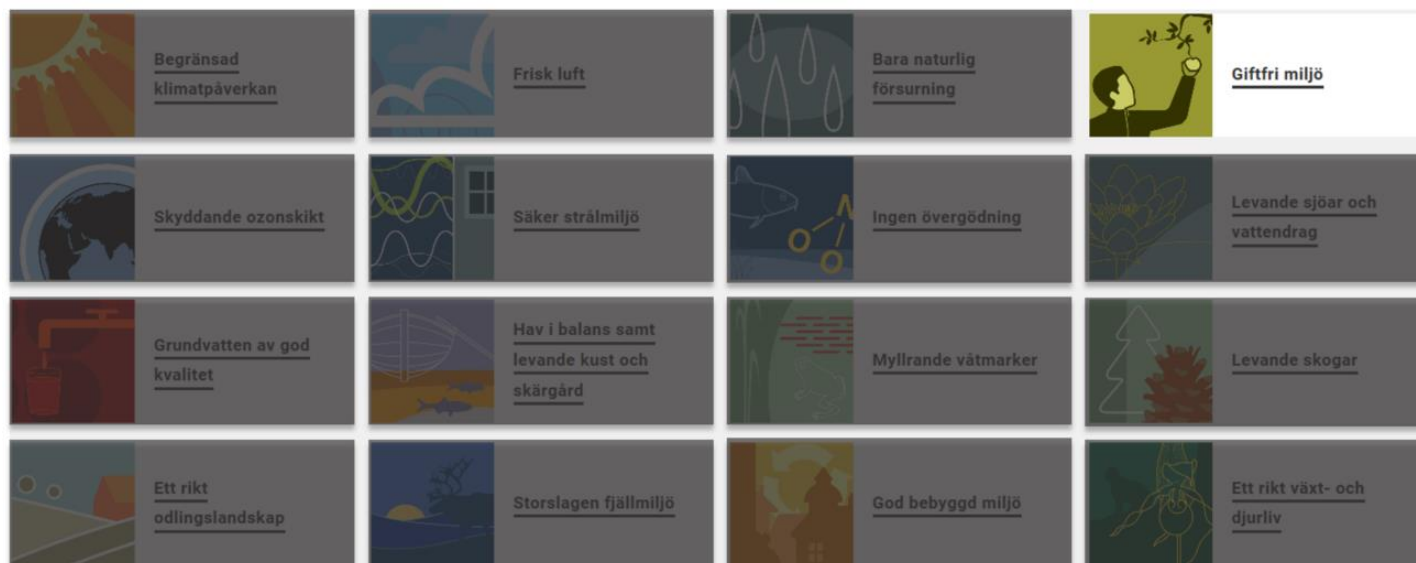 Begränsad
klimatpåverkan
Frisk luft
Bara naturlig
försurning
Giftfri miljö
Skyddande ozonskikt
Säker strålmiljö
N
O
O
Ingen övergödning
Levande sjöar och
vattendrag
Grundvatten av god
kvalitet
Hav i balans samt
levande kust och
skärgård
Myllrande våtmarker
Levande skogar
Ett rikt
odlingslandskap
Storslagen fjällmiljö
God bebyggd miljö
Ett rikt växt- och
djurliv